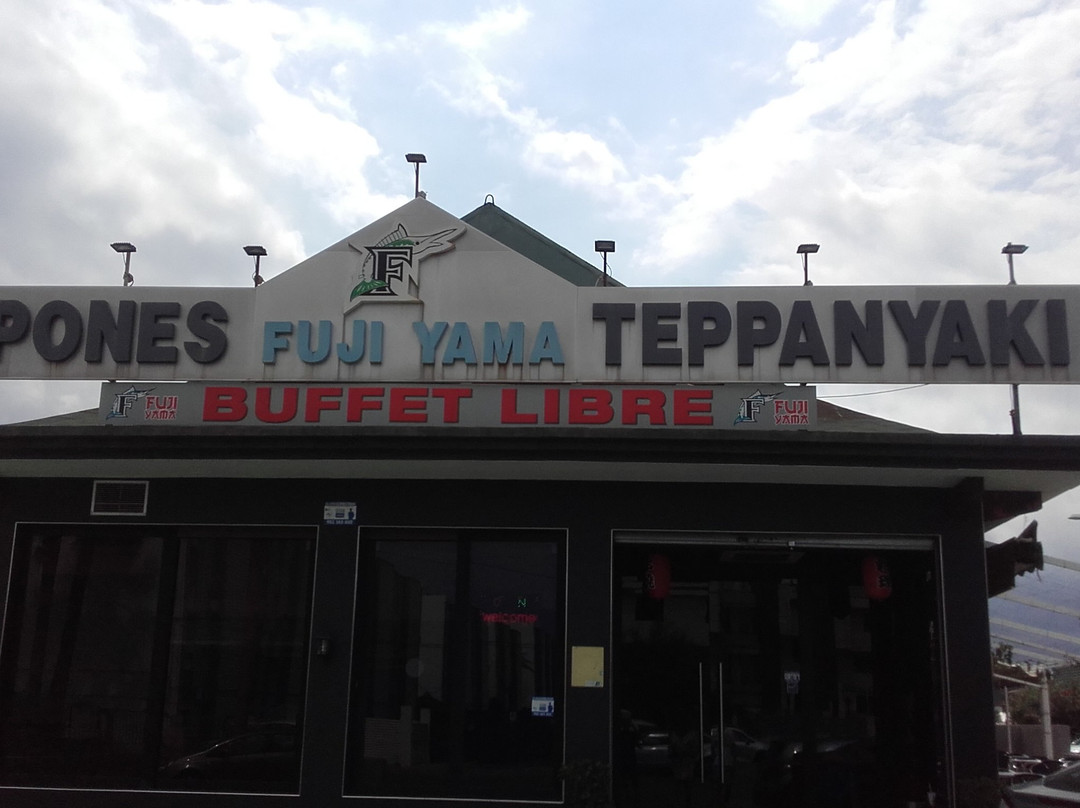 PONES FUJI YAMA TEPPANYAKI
F
F FUJI YAMA BUFFET LIBRE F FUJI YAMA
welcome